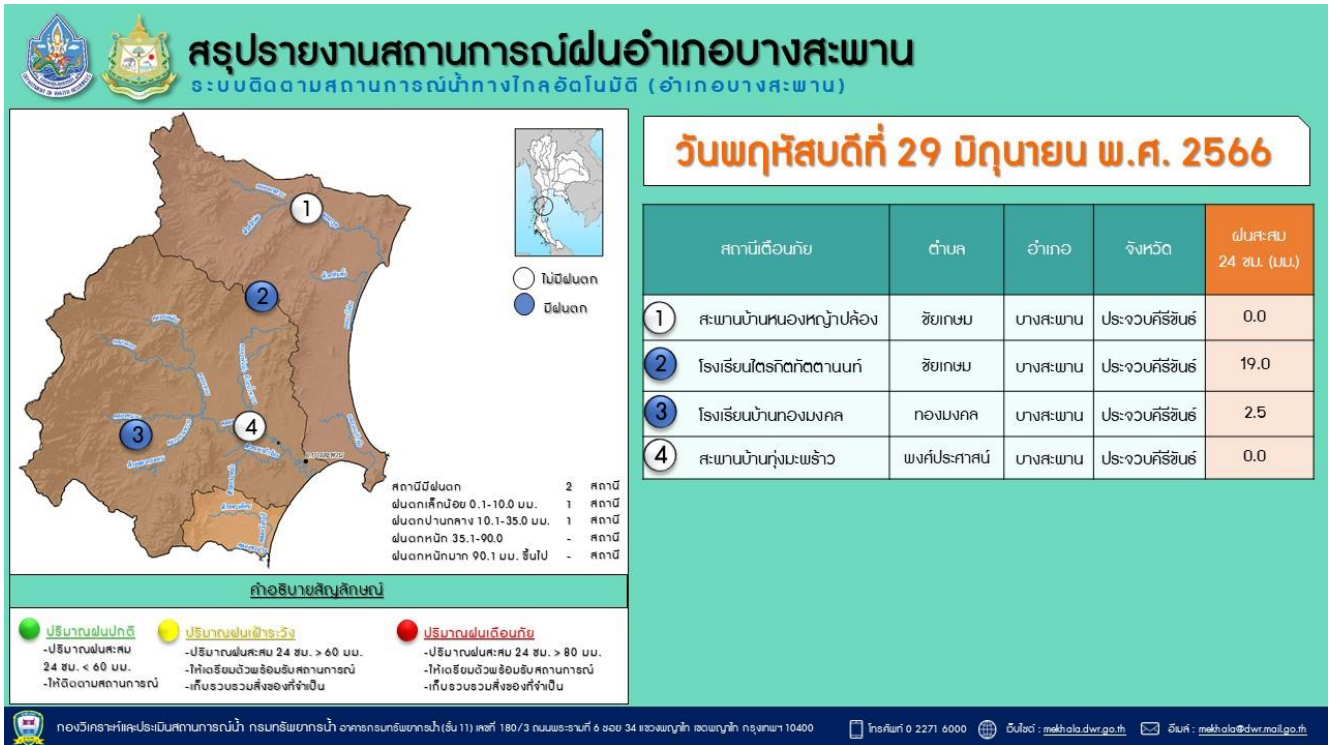 สรุปรายงานสถานการณ์ฝนอำเภอบางสะพาน
ระบบติดตามสถานการณ์น้ำทางไกลอัตโนมัติ (อำเภอบางสะพาน)
วันพฤหัสบดีที่ 29 มิถุนายน พ.ศ. 2566
1
2
3
4
ไม่มีฝนตก
มีฝนตก
สถานีมีฝนตก 2 สถานี
ฝนตกเล็กน้อย 0.1-10.0 มม. 1 สถานี
ฝนตกปานกลาง 10.1-35.0 มม. 1 สถานี
ฝนตกหนัก 35.1-90.0 - สถานี
ฝนตกหนักมาก 90.1 มม. ขึ้นไป - สถานี
สถานีเตือนภัย ตำบล อำเภอ จังหวัด ฝนสะสม 24 ชม. (มม.)
1 สะพานบ้านหนองหญ้าปล้อง ชัยเกษม บางสะพาน ประจวบคีรีขันธ์ 0.0
2 โรงเรียนไตรกิตทัตตานนท์ ชัยเกษม บางสะพาน ประจวบคีรีขันธ์ 19.0
3 โรงเรียนบ้านทองมงคล ทองมงคล บางสะพาน ประจวบคีรีขันธ์ 2.5
4 สะพานบ้านทุ่งมะพร้าว พงศ์ประศาสน์ บางสะพาน ประจวบคีรีขันธ์ 0.0
คำอธิบายสัญลักษณ์
ปริมาณฝนปกติ
-ปริมาณฝนสะสม
24 ชม. < 60 มม.
-ให้ติดตามสถานการณ์
ปริมาณฝนเฝ้าระวัง
-ปริมาณฝนสะสม 24 ชม. > 60 มม.
-ให้เตรียมตัวพร้อมรับสถานการณ์
-เก็บรวบรวมสิ่งของที่จำเป็น
ปริมาณฝนเตือนภัย
-ปริมาณฝนสะสม 24 ชม. > 80 มม.
-ให้เตรียมตัวพร้อมรับสถานการณ์
-เก็บรวบรวมสิ่งของที่จำเป็น
กองวิเคราะห์และประเมินสถานการณ์น้ำ กรมทรัพยากรน้ำ อาคารกรมทรัพยากรน้ำ (ชั้น 11) เลขที่ 180/3 ถนนพระรามที่ 6 ซอย 34 แขวงพญาไท เขตพญาไท กรุงเทพฯ 10400 โทรศัพท์ 0 2271 6000 เว็บไซต์ : mekhala.dwr.go.th อีเมล์ : mekhala@dwr.mail.go.th